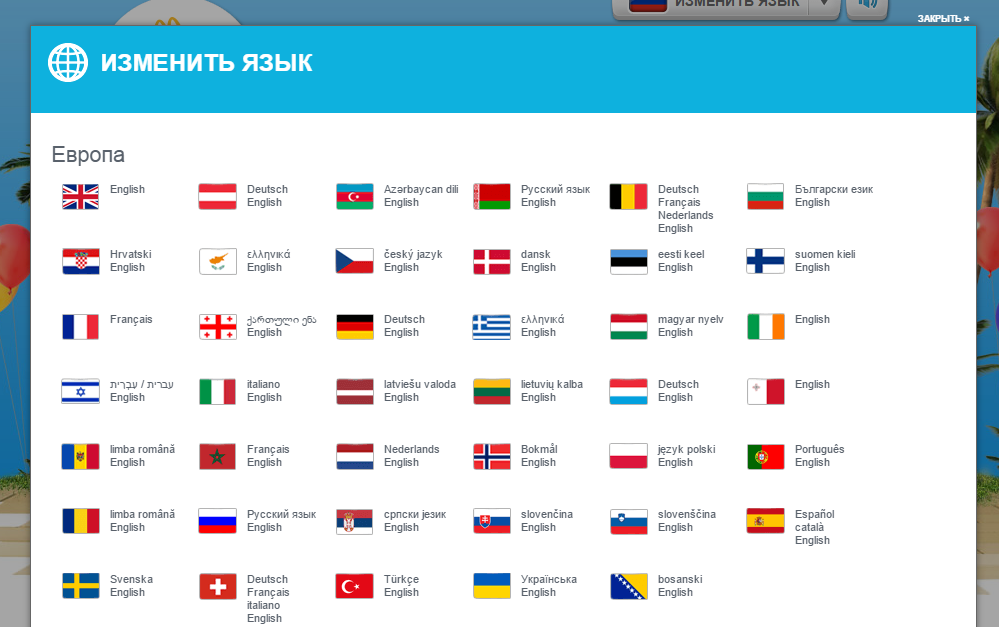 ИЗМЕНИТЬ ЯЗЫК
ЗАКРЫТЬ ×
ИЗМЕНИТЬ ЯЗЫК
Европа
English
Deutsch
English
Azərbaycan dili
English
Русский язык
English
Deutsch
Français
Nederlands
English
Български език
English
Hrvatski
English
ελληνικά
English
český jazyk
English
dansk
English
eesti keel
English
suomen kieli
English
Français
ქართული ენა
English
Deutsch
English
ελληνικά
English
magyar nyelv
English
English
עברית / עִבְרִית
English
italiano
English
latviešu valoda
English
lietuvių kalba
English
Deutsch
English
English
limba română
English
Français
English
Nederlands
English
Bokmål
English
język polski
English
Português
English
limba română
English
Русский язык
English
српски језик
English
slovenčina
English
slovenščina
English
Español
català
English
Svenska
English
Deutsch
Français
italiano
English
Türkçe
English
Українська
English
bosanski
English